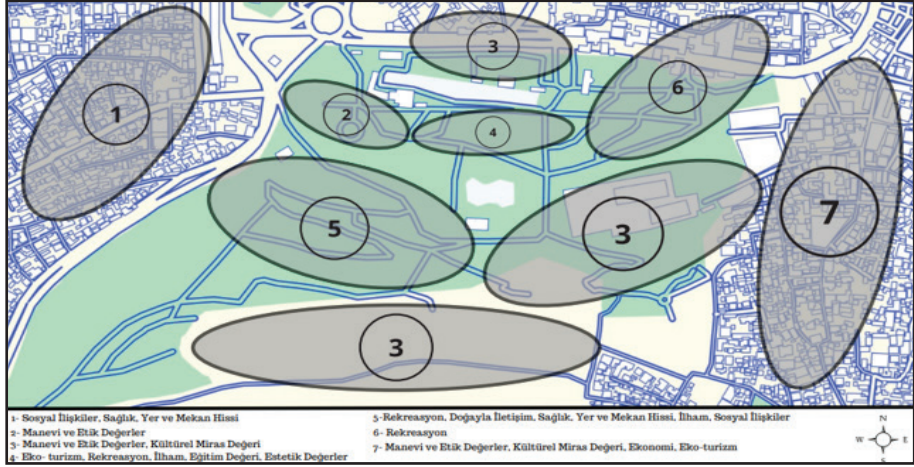 3
6
1
2
4
7
5
3
3
1- Sosyal İlişkiler, Sağlık, Yer ve Mekan Hissi
2- Manevi ve Etik Değerler
3- Manevi ve Etik Değerler, Kültürel Miras Değeri
4- Eko- turizm, Rekreasyon, İlham, Eğitim Değeri, Estetik Değerler
5-Rekreasyon, Doğayla İletişim, Sağlık, Yer ve Mekan Hissi, İlham, Sosyal İlişkiler
6- Rekreasyon
7- Manevi ve Etik Değerler, Kültürel Miras Değeri, Ekonomi, Eko-turizm
N
W E
S